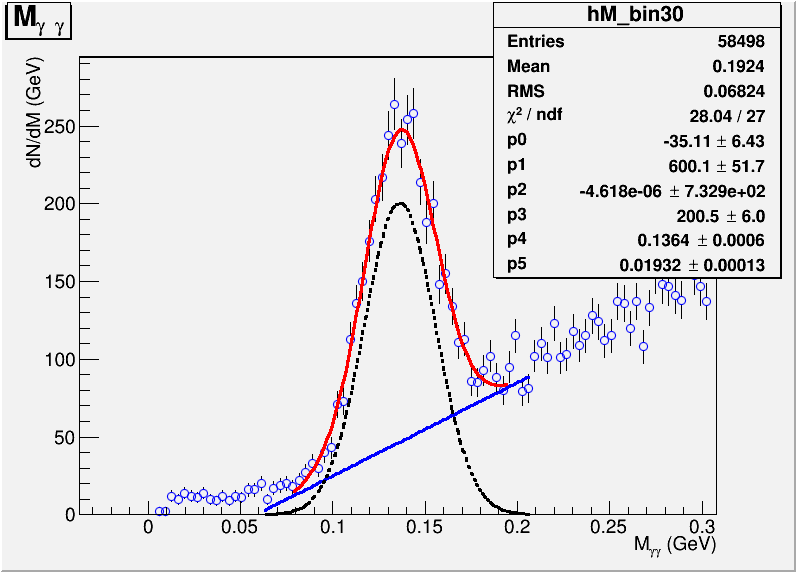 Mγ γ
hM_bin30
Entries 58498
Mean 0.1924
RMS 0.06824
χ² / ndf 28.04 / 27
p0 -35.11 ± 6.43
p1 600.1 ± 51.7
p2 -4.618e-06 ± 7.329e+02
p3 200.5 ± 6.0
p4 0.1364 ± 0.0006
p5 0.01932 ± 0.00013
dN/dM (GeV)
250
200
150
100
50
0
0 0.05 0.1 0.15 0.2 0.25 0.3
Mγγ (GeV)